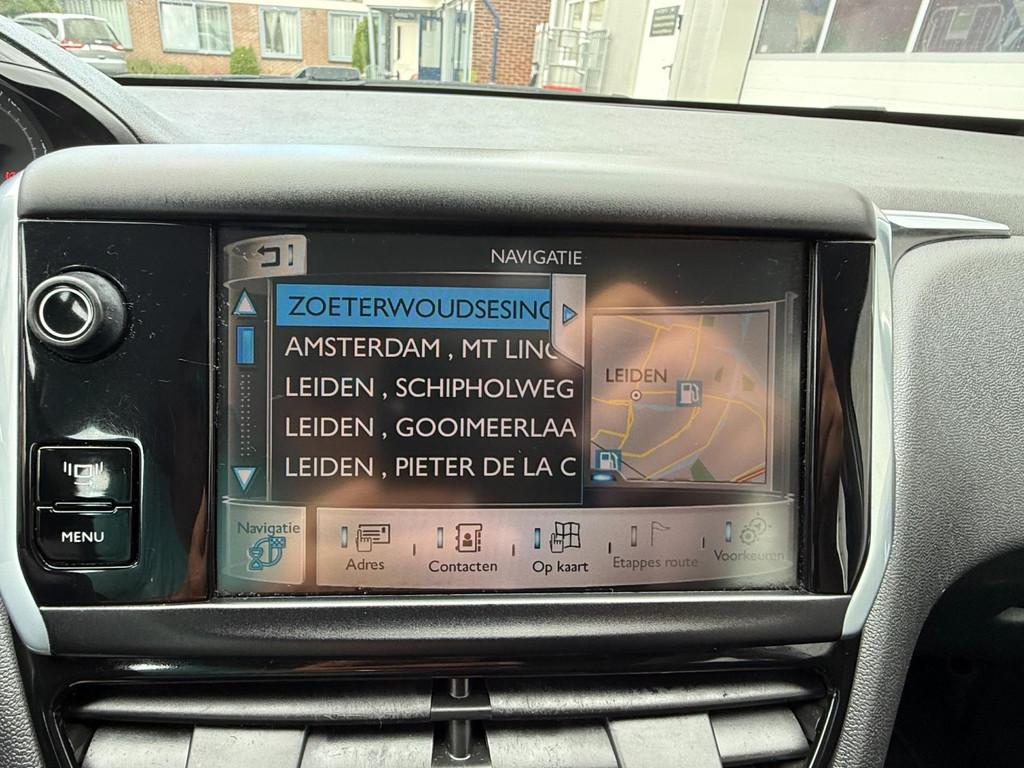 NAVIGATIE
ZOETERWOUDSESING
AMSTERDAM , MT LINC
LEIDEN , SCHIPHOLWEG
LEIDEN , GOOIMEERLAA
LEIDEN , PIETER DE LA C
LEIDEN
MENU
Navigatie
Adres
Contacten
Op kaart
Etappes route
Voorkeuren